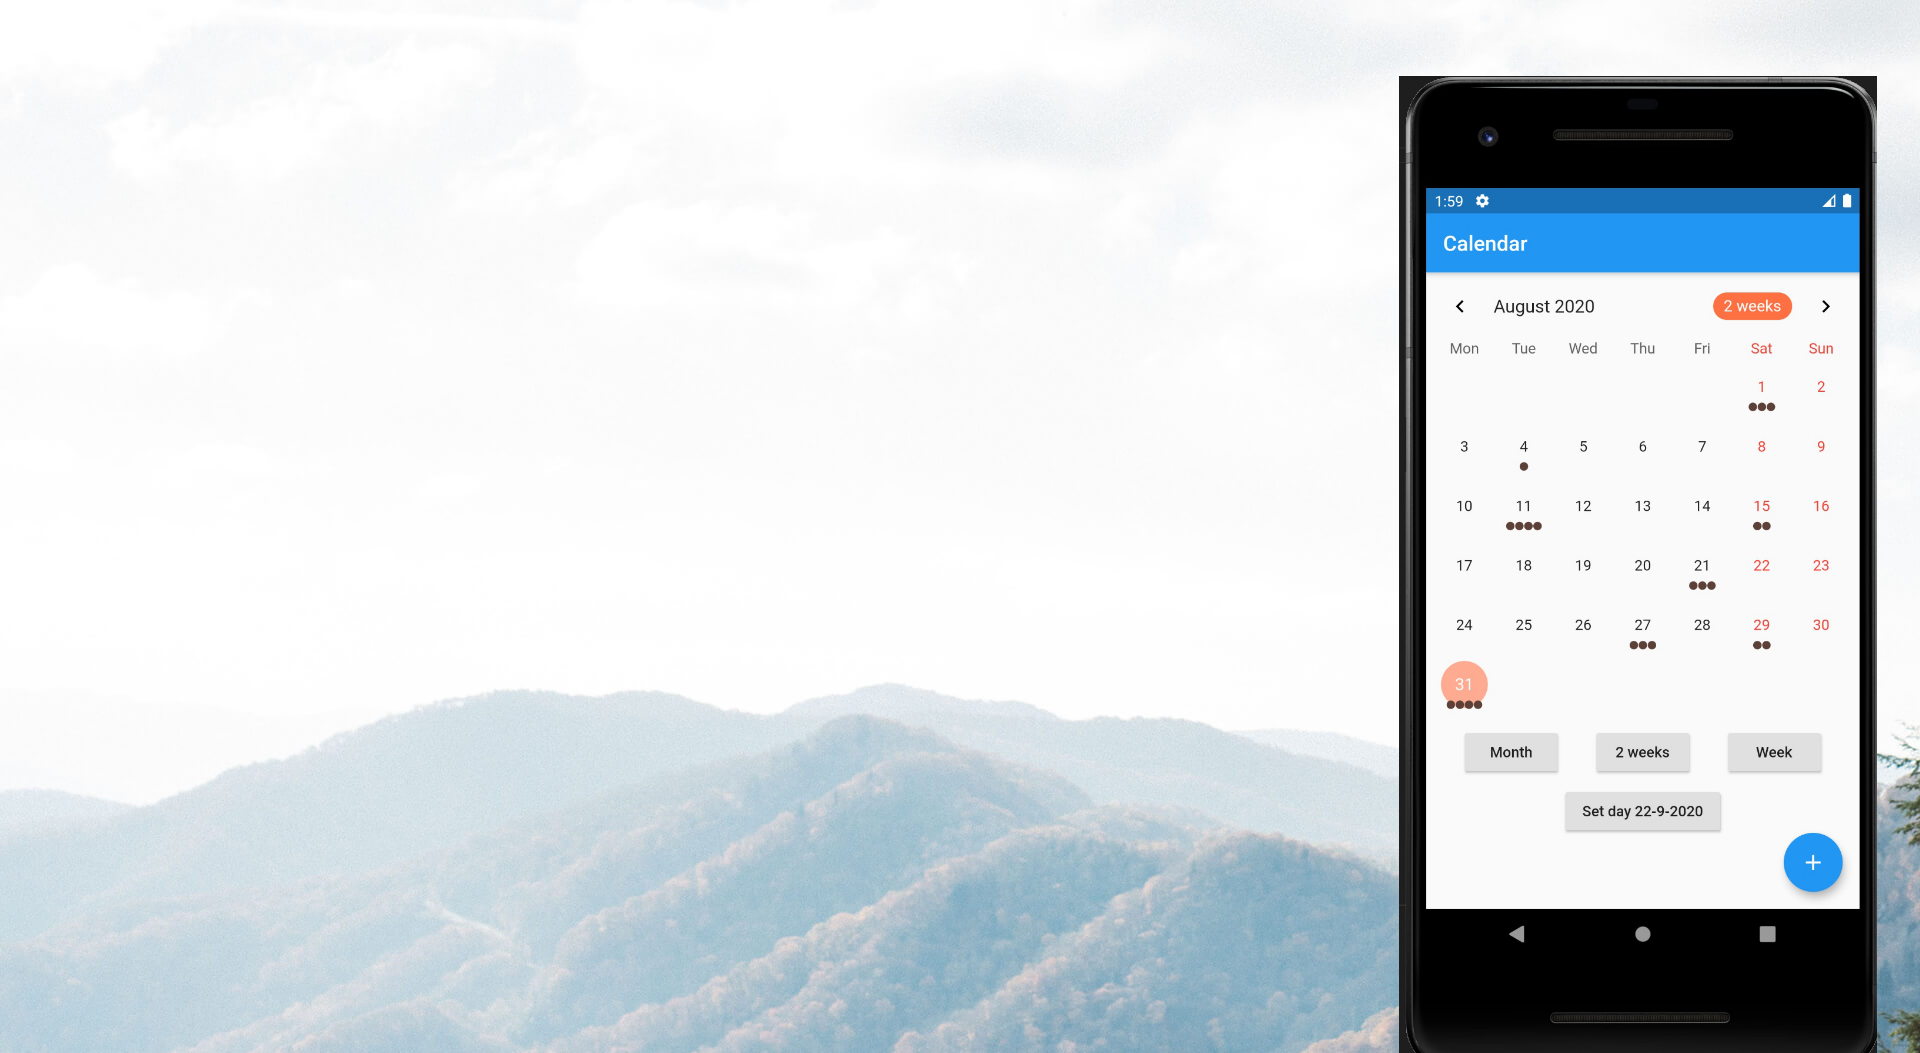 1:59
Calendar
August 2020 2 weeks
Mon Tue Wed Thu Fri Sat Sun
1 2
3 4 5 6 7 8 9
10 11 12 13 14 15 16
17 18 19 20 21 22 23
24 25 26 27 28 29 30
31
Month 2 weeks Week
Set day 22-9-2020
+